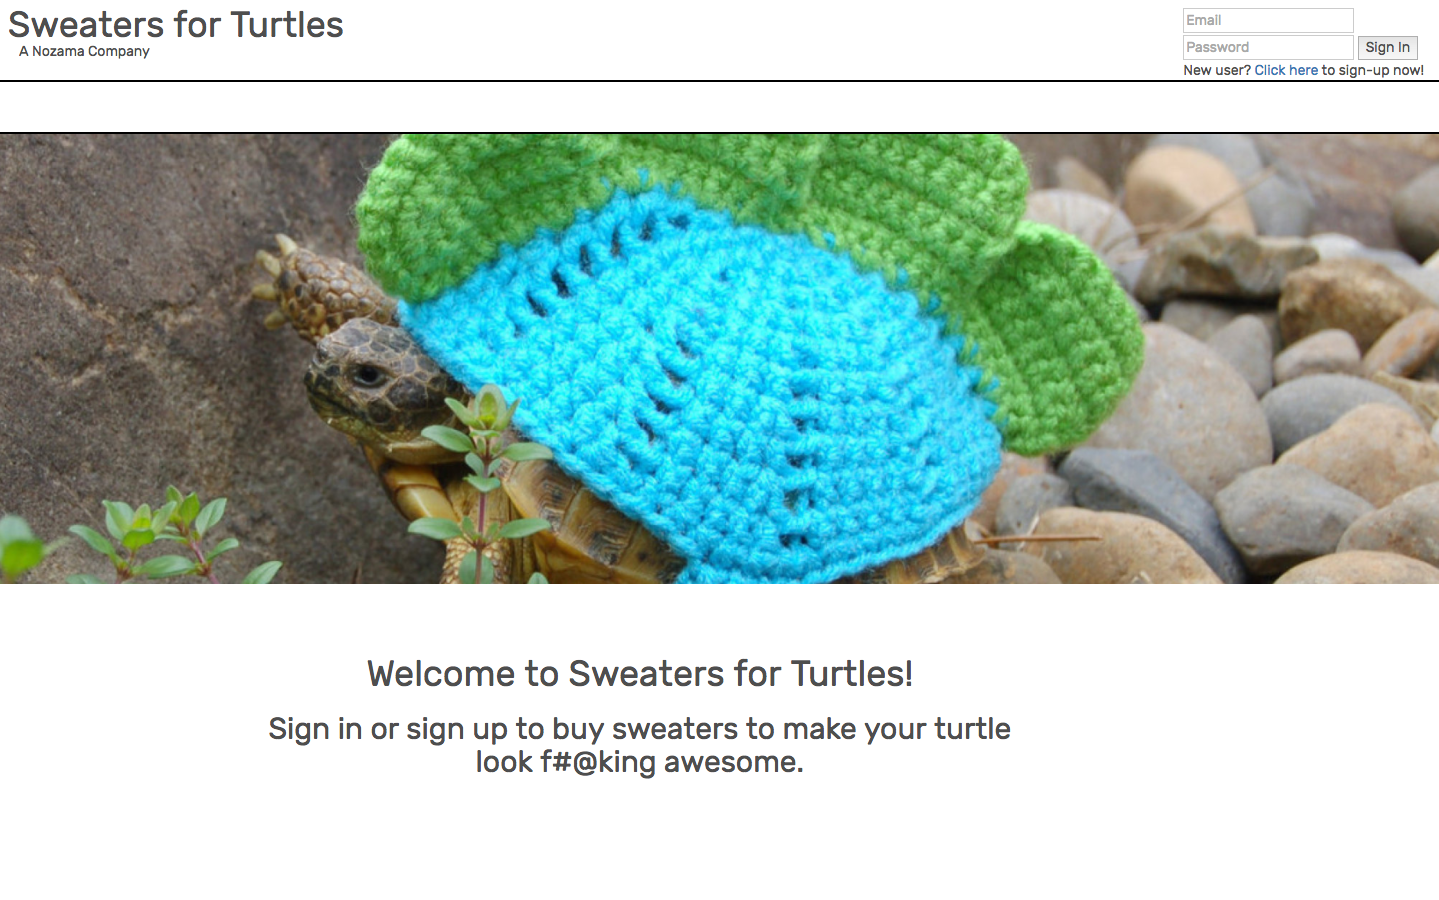 Sweaters for Turtles
A Nozama Company
Email
Password
Sign In
New user? Click here to sign-up now!
Welcome to Sweaters for Turtles!
Sign in or sign up to buy sweaters to make your turtle
look f#@king awesome.